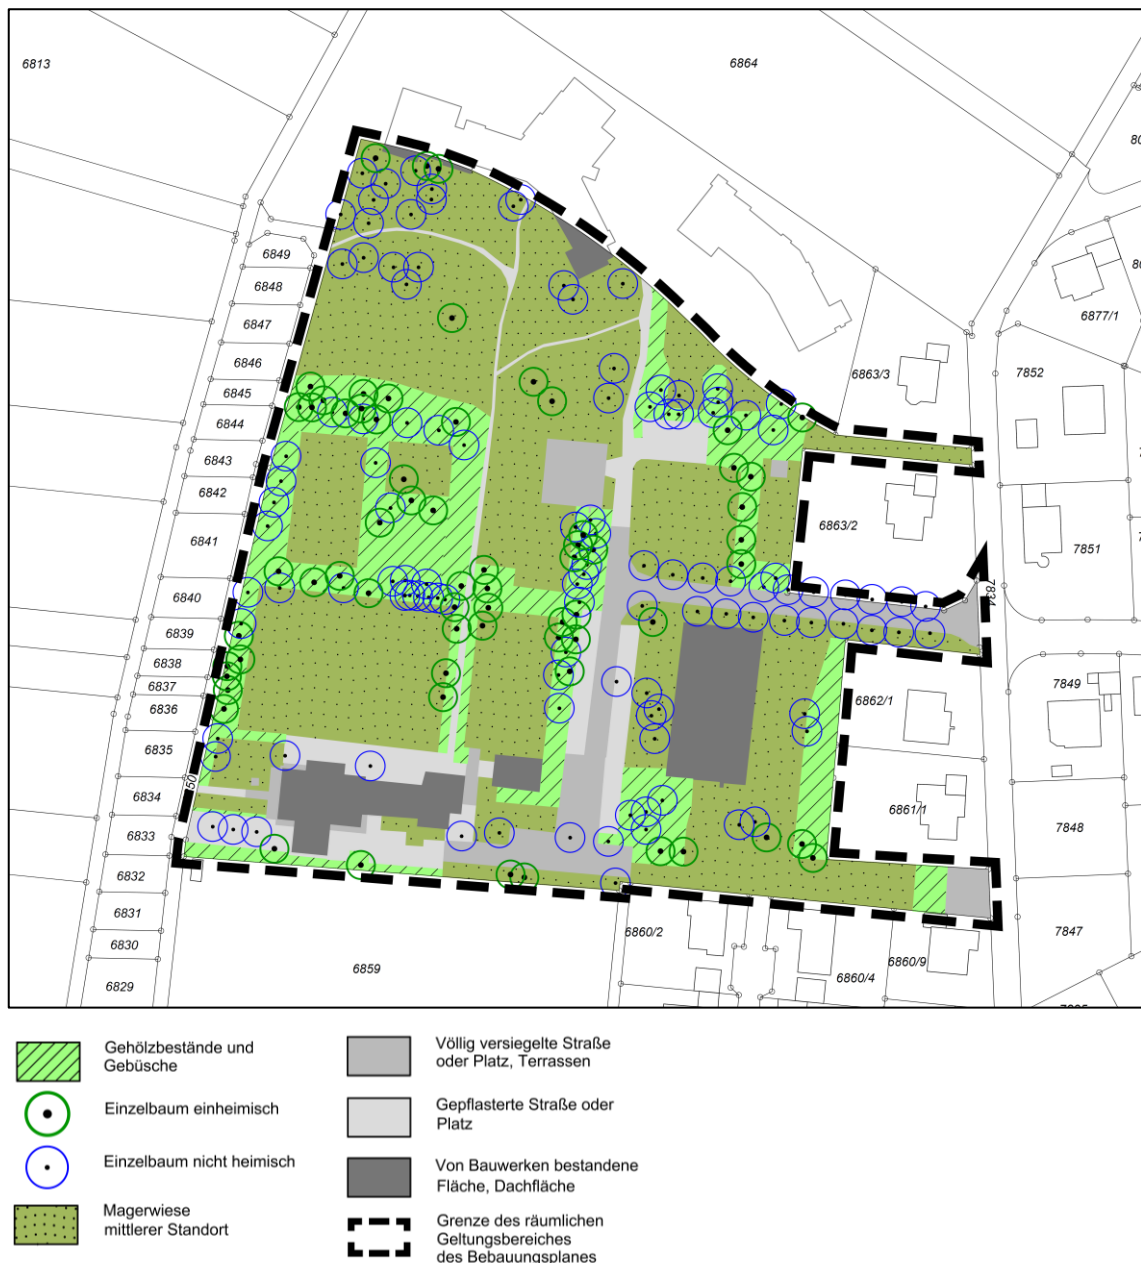 6813
6864
6849
6848
6847
6846
6845
6844
6843
6842
6841
6840
6839
6838
6837
6836
6835
6834
6833
6832
6831
6830
6829
50
6877/1
6863/3
7852
6863/2
7851
7834
6862/1
7849
6861/1
7848
7847
6860/2
6860/4
6860/9
6859
Gehölzbestände und
Gebüsche
Einzelbaum einheimisch
Einzelbaum nicht heimisch
Magerwiese
mittlerer Standort
Völlig versiegelte Straße
oder Platz, Terrassen
Gepflasterte Straße oder
Platz
Von Bauwerken bestandene
Fläche, Dachfläche
Grenze des räumlichen
Geltungsbereiches
des Bebauungsplanes